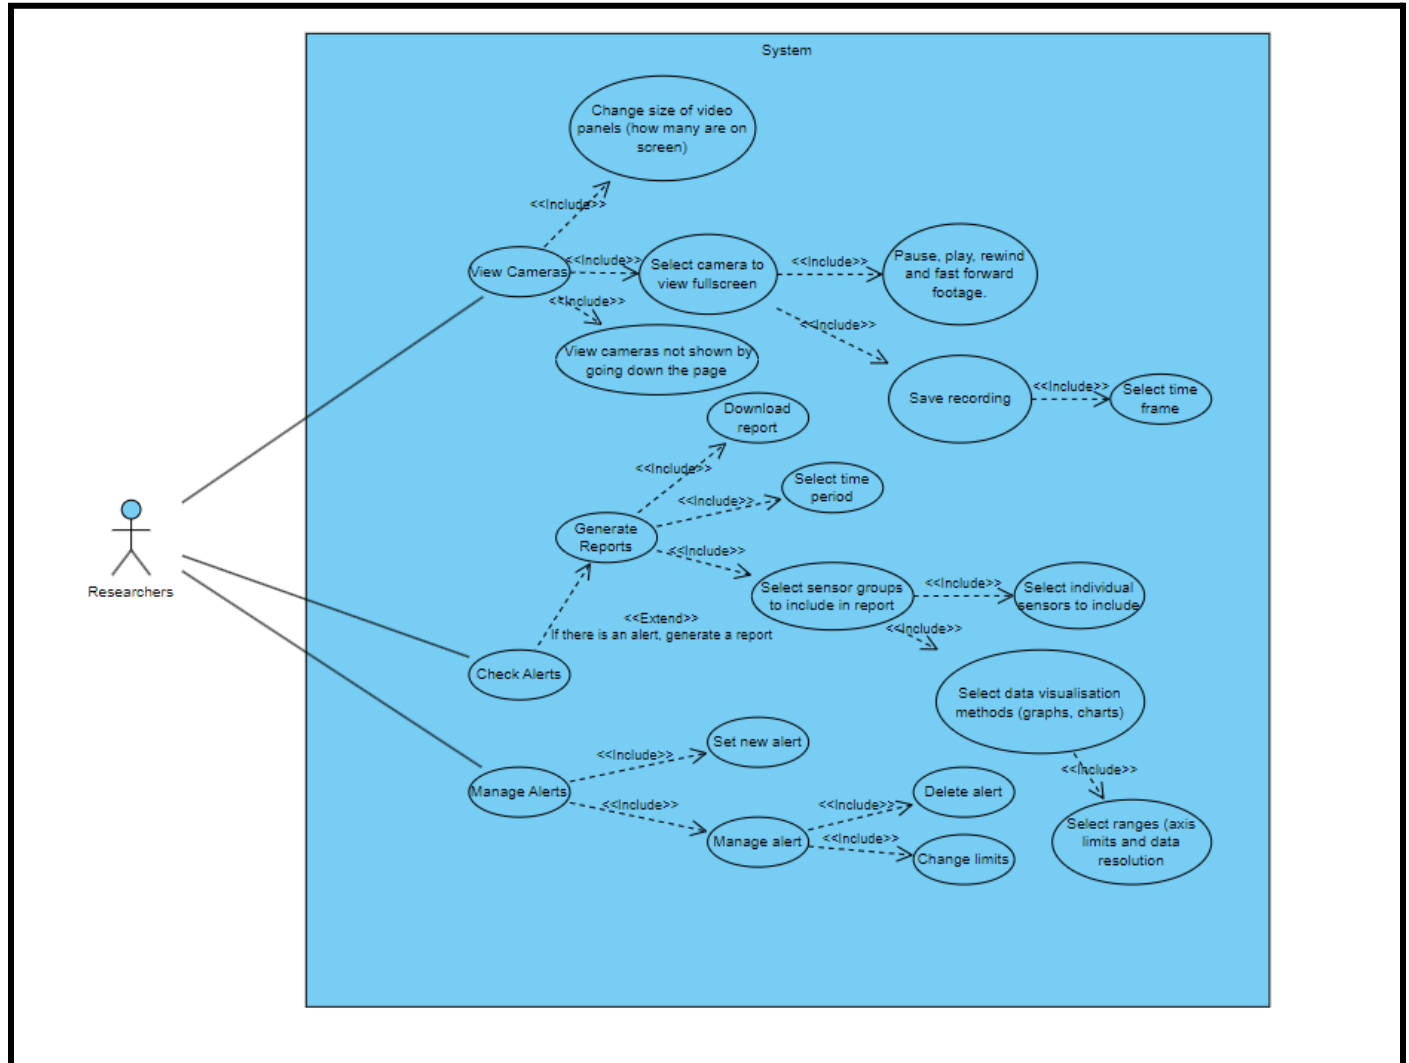 System
Change size of video
panels (how many are on
screen)
<<Include>>
View Cameras
<<Include>>
Select camera to
view fullscreen
<<Include>>
Pause, play, rewind
and fast forward
footage.
<<Include>>
View cameras not shown by
going down the page
<<Include>>
Save recording
<<Include>>
Select time
frame
Download
report
<<Include>>
Select time
period
<<Include>>
Generate
Reports
<<Include>>
Select sensor groups
to include in report
<<Include>>
Select individual
sensors to include
Researchers
<<Extend>>
If there is an alert, generate a report
<<Include>>
Check Alerts
Select data visualisation
methods (graphs, charts)
Set new alert
<<Include>>
<<Include>>
Manage Alerts
<<Include>>
Manage alert
<<Include>>
Delete alert
<<Include>>
Change limits
Select ranges (axis
limits and data
resolution